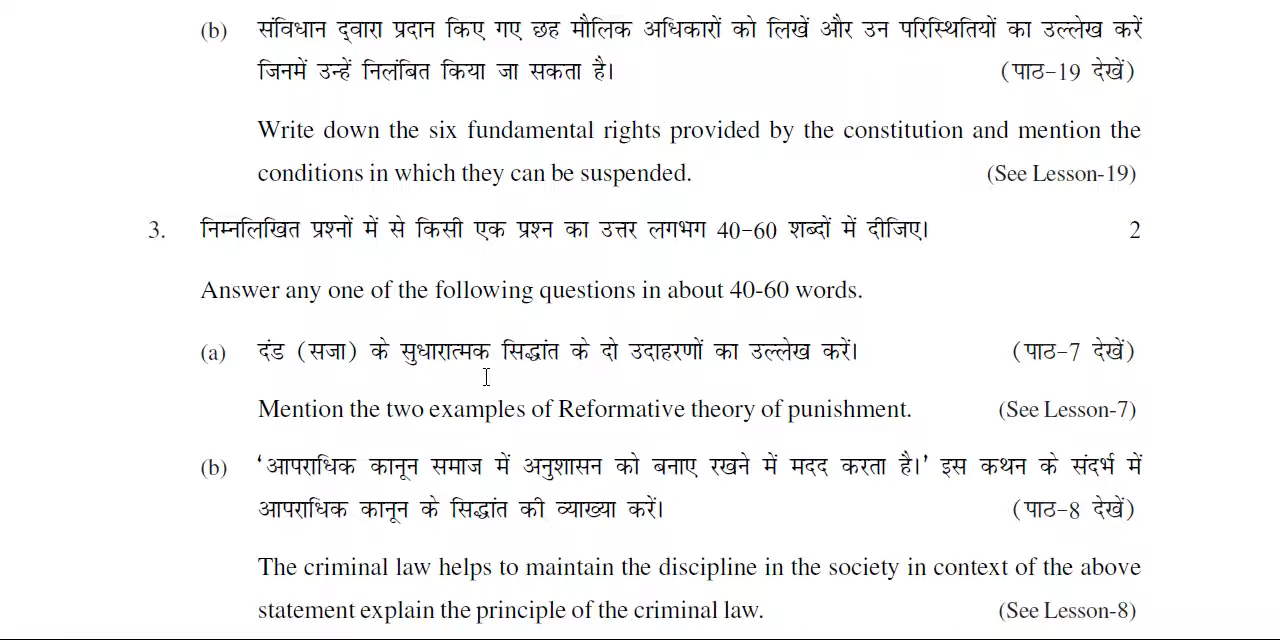 (b) संविधान द्वारा प्रदान किए गए छह मौलिक अधिकारों को लिखें और उन परिस्थितियों का उल्लेख करें
जिनमें उन्हें निलंबित किया जा सकता है। (पाठ-19 देखें)
Write down the six fundamental rights provided by the constitution and mention the
conditions in which they can be suspended. (See Lesson-19)
3. निम्नलिखित प्रश्नों में से किसी एक प्रश्न का उत्तर लगभग 40-60 शब्दों में दीजिए। 2
Answer any one of the following questions in about 40-60 words.
(a) दंड (सजा) के सुधारात्मक सिद्धांत के दो उदाहरणों का उल्लेख करें। (पाठ-7 देखें)
Mention the two examples of Reformative theory of punishment. (See Lesson-7)
(b) ‘आपराधिक कानून समाज में अनुशासन को बनाए रखने में मदद करता है।’ इस कथन के संदर्भ में
आपराधिक कानून के सिद्धांत की व्याख्या करें। (पाठ-8 देखें)
The criminal law helps to maintain the discipline in the society in context of the above
statement explain the principle of the criminal law. (See Lesson-8)